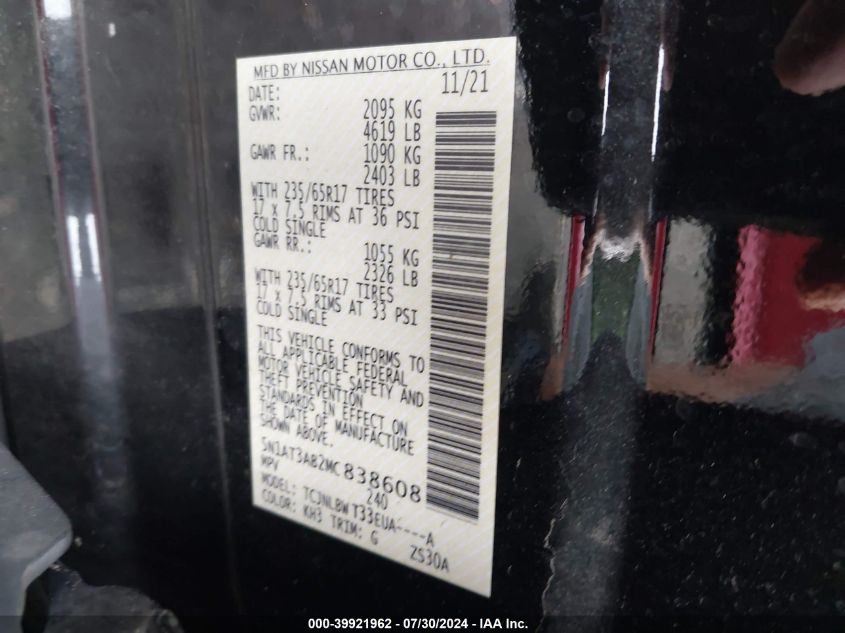 MFD BY NISSAN MOTOR CO., LTD.
DATE: 11/21
GVWR: 2095 KG
4619 LB
GAWR FR.: 1090 KG
2403 LB
WITH 235/65R17 TIRES
17 x 7.5 RIMS AT 36 PSI
COLD SINGLE
GAWR RR.: 1055 KG
2326 LB
WITH 235/65R17 TIRES
17 x 7.5 RIMS AT 33 PSI
COLD SINGLE
THIS VEHICLE CONFORMS TO
ALL APPLICABLE FEDERAL
MOTOR VEHICLE SAFETY AND
THEFT PREVENTION
STANDARDS IN EFFECT ON
THE DATE OF MANUFACTURE
SHOWN ABOVE.
5N1AT3AB2MC838608
MPV 240
MODEL: TCJNLBW T33EUA----A
COLOR: KH3 TRIM: G ZS30A
000-39921962 - 07/30/2024 - IAA Inc.